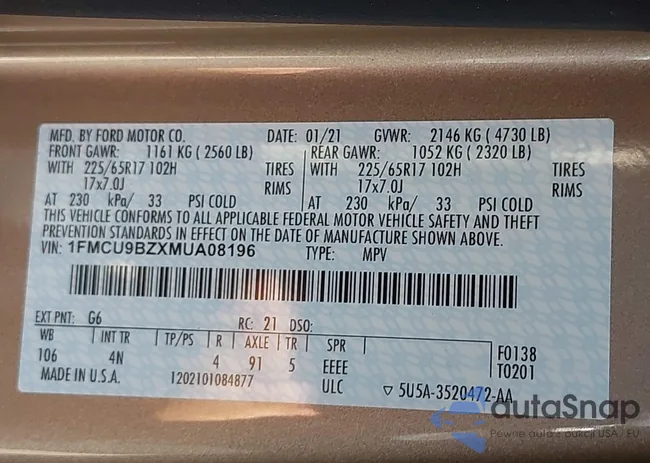 MFD. BY FORD MOTOR CO. DATE: 01/21 GVWR: 2146 KG ( 4730 LB)
FRONT GAWR: 1161 KG ( 2560 LB) REAR GAWR: 1052 KG ( 2320 LB)
WITH 225/65R17 102H TIRES WITH 225/65R17 102H TIRES
17x7.0J RIMS 17x7.0J RIMS
AT 230 kPa/ 33 PSI COLD AT 230 kPa/ 33 PSI COLD
THIS VEHICLE CONFORMS TO ALL APPLICABLE FEDERAL MOTOR VEHICLE SAFETY AND THEFT
PREVENTION STANDARDS IN EFFECT ON THE DATE OF MANUFACTURE SHOWN ABOVE.
VIN: 1FMCU9BZXMUA08196 TYPE: MPV
EXT PNT: G6 RC: 21 DSO:
WB INT TR TP/PS R AXLE TR SPR F0138
106 4N 4 91 5 EEEE T0201
MADE IN U.S.A. 1202101084877 ULC ▽ 5U5A-3520472-AA
autaSnap
Pewne auta z aukcji USA / EU